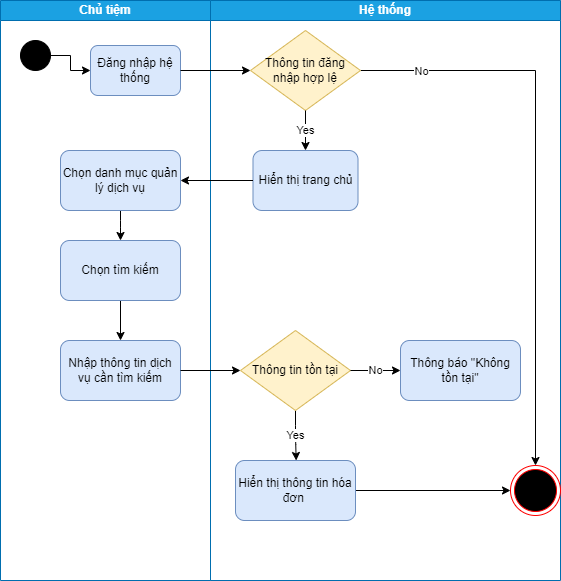 Chủ tiệm
Hệ thống
Đăng nhập hệ
thống
Thông tin đăng
nhập hợp lệ
No
Yes
Hiển thị trang chủ
Chọn danh mục quản
lý dịch vụ
Chọn tìm kiếm
Nhập thông tin dịch
vụ cần tìm kiếm
Thông tin tồn tại
No
Thông báo "Không
tồn tại"
Yes
Hiển thị thông tin hóa
đơn